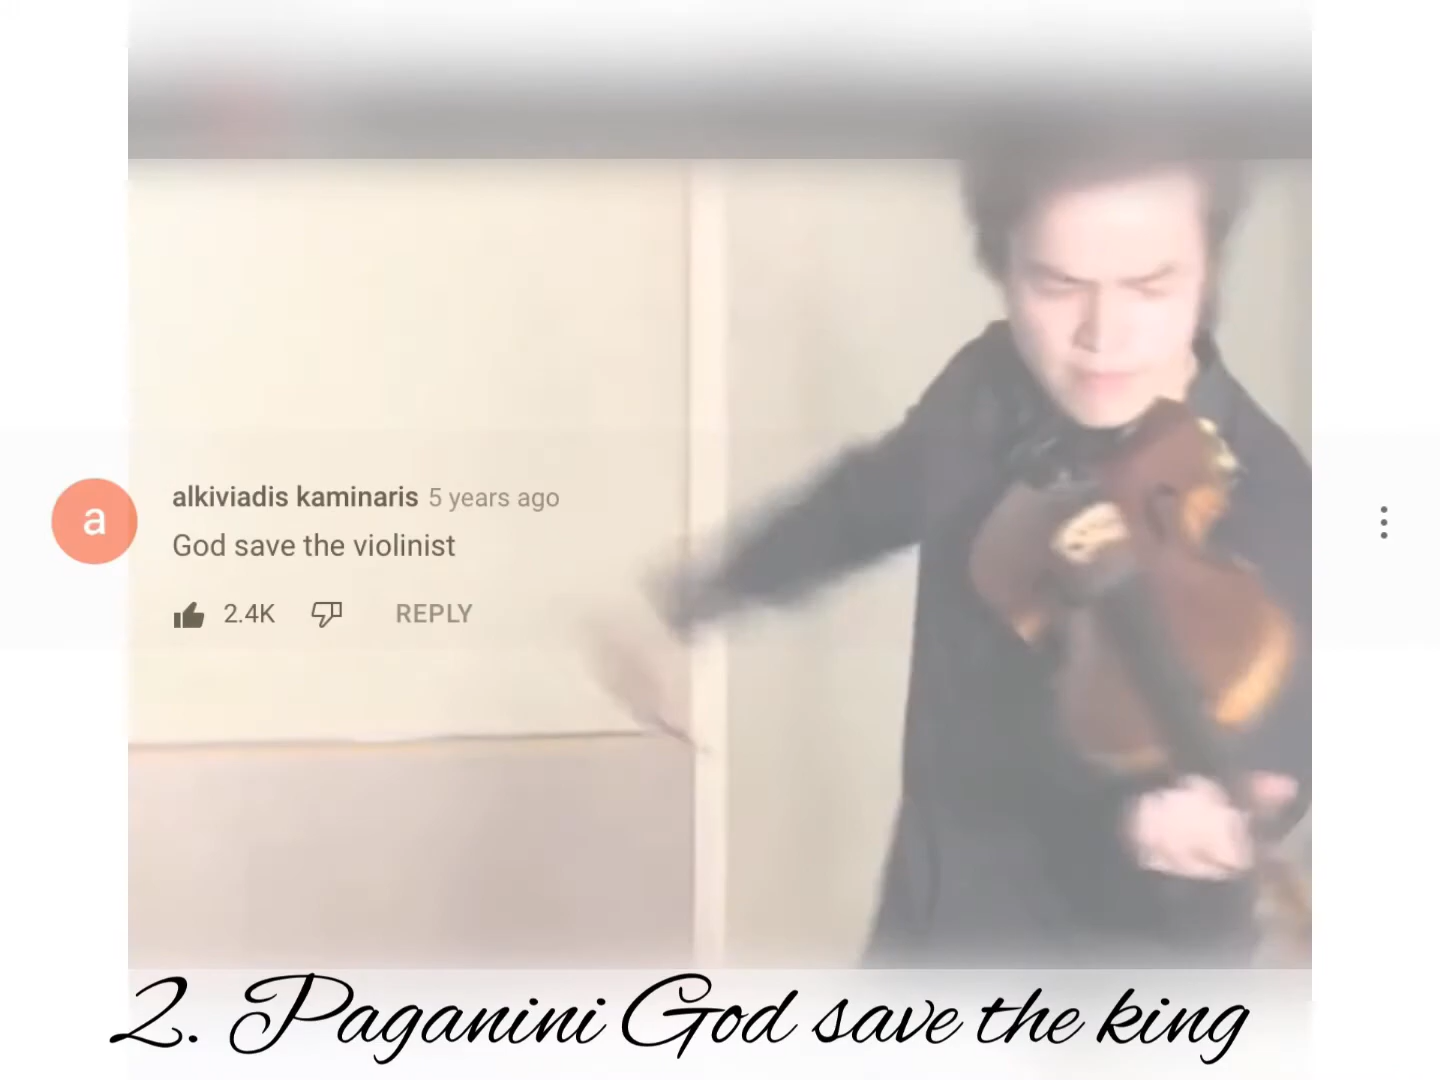 a
alkiviadis kaminaris 5 years ago
God save the violinist
2.4K REPLY
2. Paganini God save the king